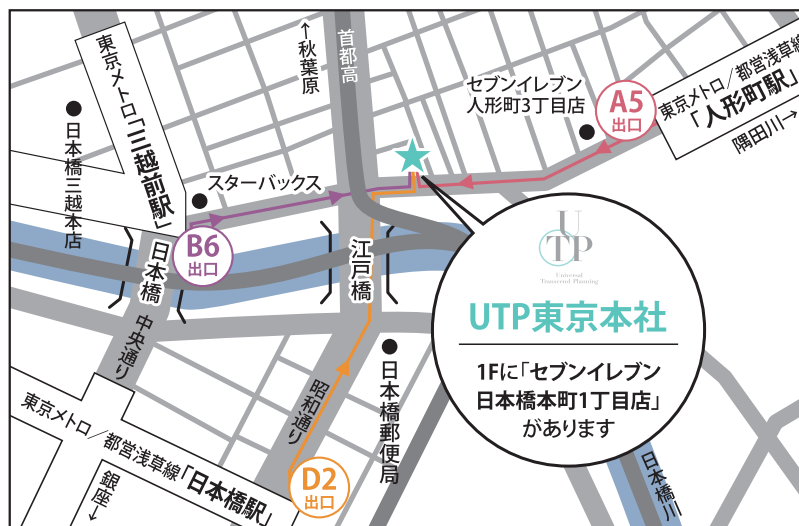 東京メトロ「三越前駅」
日本橋三越本店
↑秋葉原
首都高
セブンイレブン
人形町3丁目店
A5
出口
東京メトロ/都営浅草線
「人形町駅」
隅田川→
スターバックス
B6
出口
日本橋
江戸橋
中央通り
昭和通り
日本橋郵便局
東京メトロ/都営浅草線「日本橋駅」
銀座→
D2
出口
UTP
Universal
Transcend Planning
UTP東京本社
1Fに「セブンイレブン
日本橋本町1丁目店」
があります
日本橋川